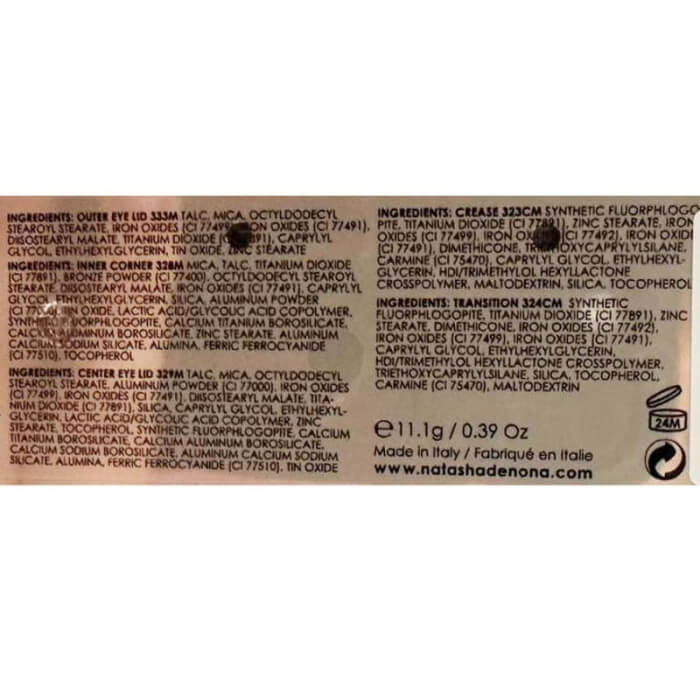 INGREDIENTS: OUTER EYE LID 333M TALC, MICA, OCTYLDODECYL
STEAROYL STEARATE, IRON OXIDES (CI 77499), IRON OXIDES (CI 77491),
DIISOSTEARYL MALATE, TITANIUM DIOXIDE (CI 77891), CAPRYLYL
GLYCOL, ETHYLHEXYLGLYCERIN, TIN OXIDE, ZINC STEARATE
INGREDIENTS: INNER CORNER 328M MICA, TALC, TITANIUM DIOXIDE
(CI 77891), BRONZE POWDER (CI 77400), OCTYLDODECYL STEAROYL
STEARATE, DIISOSTEARYL MALATE, IRON OXIDES (CI 77491), CAPRYLYL
GLYCOL, ETHYLHEXYLGLYCERIN, SILICA, ALUMINUM POWDER
(CI 77000), TIN OXIDE, LACTIC ACID/GLYCOLIC ACID COPOLYMER,
SYNTHETIC FLUORPHLOGOPITE, CALCIUM TITANIUM BOROSILICATE,
CALCIUM ALUMINUM BOROSILICATE, ZINC STEARATE, ALUMINUM
CALCIUM SODIUM SILICATE, ALUMINA, FERRIC FERROCYANIDE
(CI 77510), TOCOPHEROL
INGREDIENTS: CENTER EYE LID 329M TALC, MICA, OCTYLDODECYL
STEAROYL STEARATE, ALUMINUM POWDER (CI 77000), IRON OXIDES
(CI 77499), IRON OXIDES (CI 77491), DIISOSTEARYL MALATE, TITA-
NIUM DIOXIDE (CI 77891), SILICA, CAPRYLYL GLYCOL, ETHYLHEXYL-
GLYCERIN, LACTIC ACID/GLYCOLIC ACID COPOLYMER, ZINC
STEARATE, TOCOPHEROL, SYNTHETIC FLUORPHLOGOPITE, CALCIUM
TITANIUM BOROSILICATE, CALCIUM ALUMINUM BOROSILICATE,
CALCIUM SODIUM BOROSILICATE, ALUMINUM CALCIUM SODIUM
SILICATE, ALUMINA, FERRIC FERROCYANIDE (CI 77510), TIN OXIDE
INGREDIENTS: CREASE 323CM SYNTHETIC FLUORPHLOGO
PITE, TITANIUM DIOXIDE (CI 77891), ZINC STEARATE, IRON
OXIDES (CI 77499), IRON OXIDES (CI 77492), IRON OXIDES
(CI 77491), DIMETHICONE, TRIETHOXYCAPRYLYLSILANE,
CARMINE (CI 75470), CAPRYLYL GLYCOL, ETHYLHEXYL-
GLYCERIN, HDI/TRIMETHYLOL HEXYLLACTONE
CROSSPOLYMER, MALTODEXTRIN, SILICA, TOCOPHEROL
INGREDIENTS: TRANSITION 324CM SYNTHETIC
FLUORPHLOGOPITE, TITANIUM DIOXIDE (CI 77891), ZINC
STEARATE, DIMETHICONE, IRON OXIDES (CI 77492),
IRON OXIDES (CI 77499), IRON OXIDES (CI 77491),
CAPRYLYL GLYCOL, ETHYLHEXYLGLYCERIN,
HDI/TRIMETHYLOL HEXYLLACTONE CROSSPOLYMER,
TRIETHOXYCAPRYLYLSILANE, SILICA, TOCOPHEROL,
CARMINE (CI 75470), MALTODEXTRIN
℮11.1g / 0.39 Oz
Made in Italy / Fabriqué en Italie
www.natashadenona.com
24M